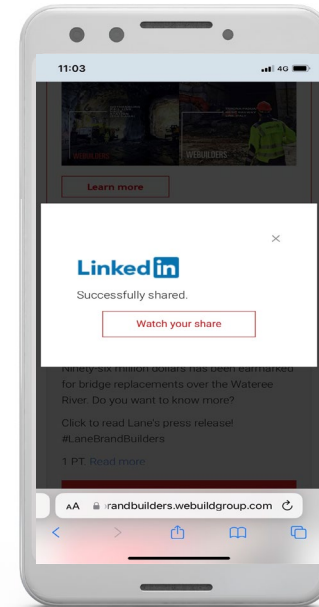 11:03
4G
WEBUILDERS
WEBUILDERS
Learn more
Linked in
Successfully shared.
Watch your share
Ninety-six million dollars has been earmarked
for bridge replacements over the Wateree
River. Do you want to know more?
Click to read Lane's press release!
#LaneBrandBuilders
1 PT. Read more
AA randbuilders.webuildgroup.com